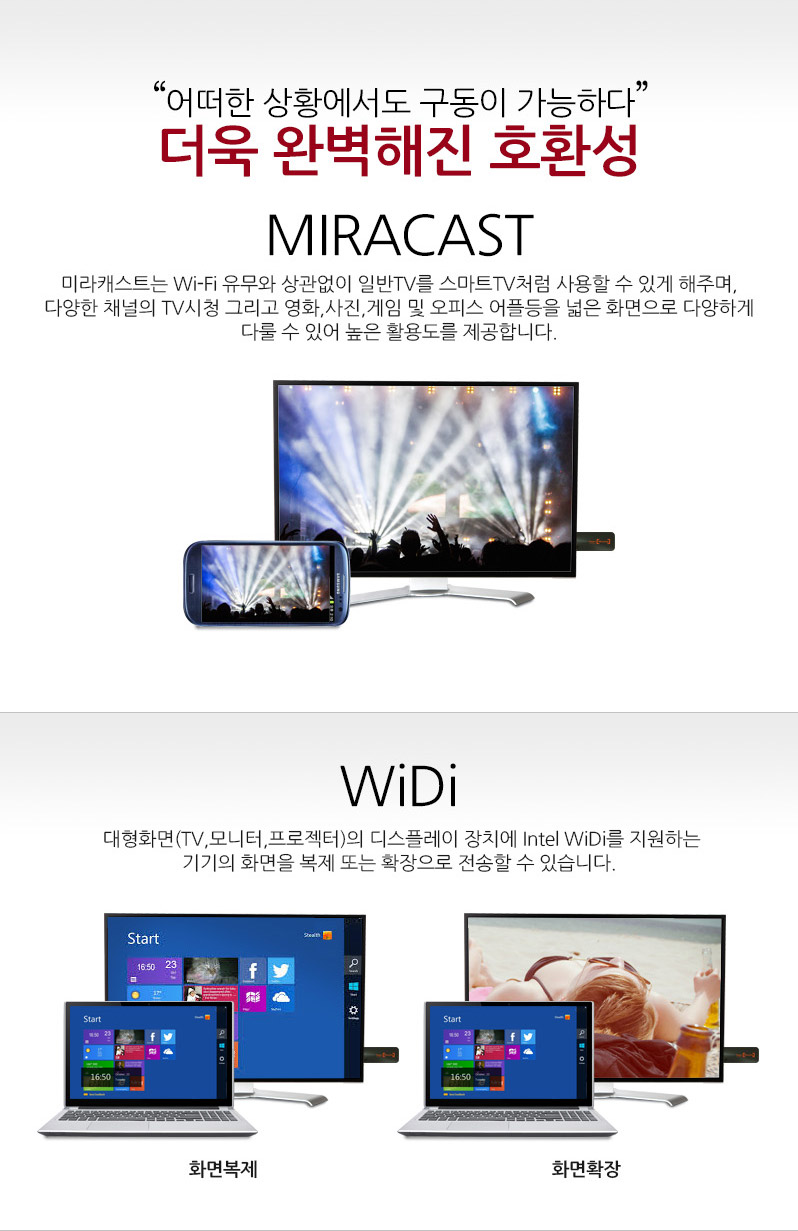 “어떠한 상황에서도 구동이 가능하다”
더욱 완벽해진 호환성
MIRACAST
미라캐스트는 Wi-Fi 유무와 상관없이 일반TV를 스마트TV처럼 사용할 수 있게 해주며,
다양한 채널의 TV시청 그리고 영화,사진,게임 및 오피스 어플등을 넓은 화면으로 다양하게
다룰 수 있어 높은 활용도를 제공합니다.
SAMSUNG
WiDi
대형화면(TV,모니터,프로젝터)의 디스플레이 장치에 Intel WiDi를 지원하는
기기의 화면을 복제 또는 확장으로 전송할 수 있습니다.
Start
Stealth
16:50 23
Start
16:50 23
16:50
Start
16:50 23
16:50
화면복제
화면확장